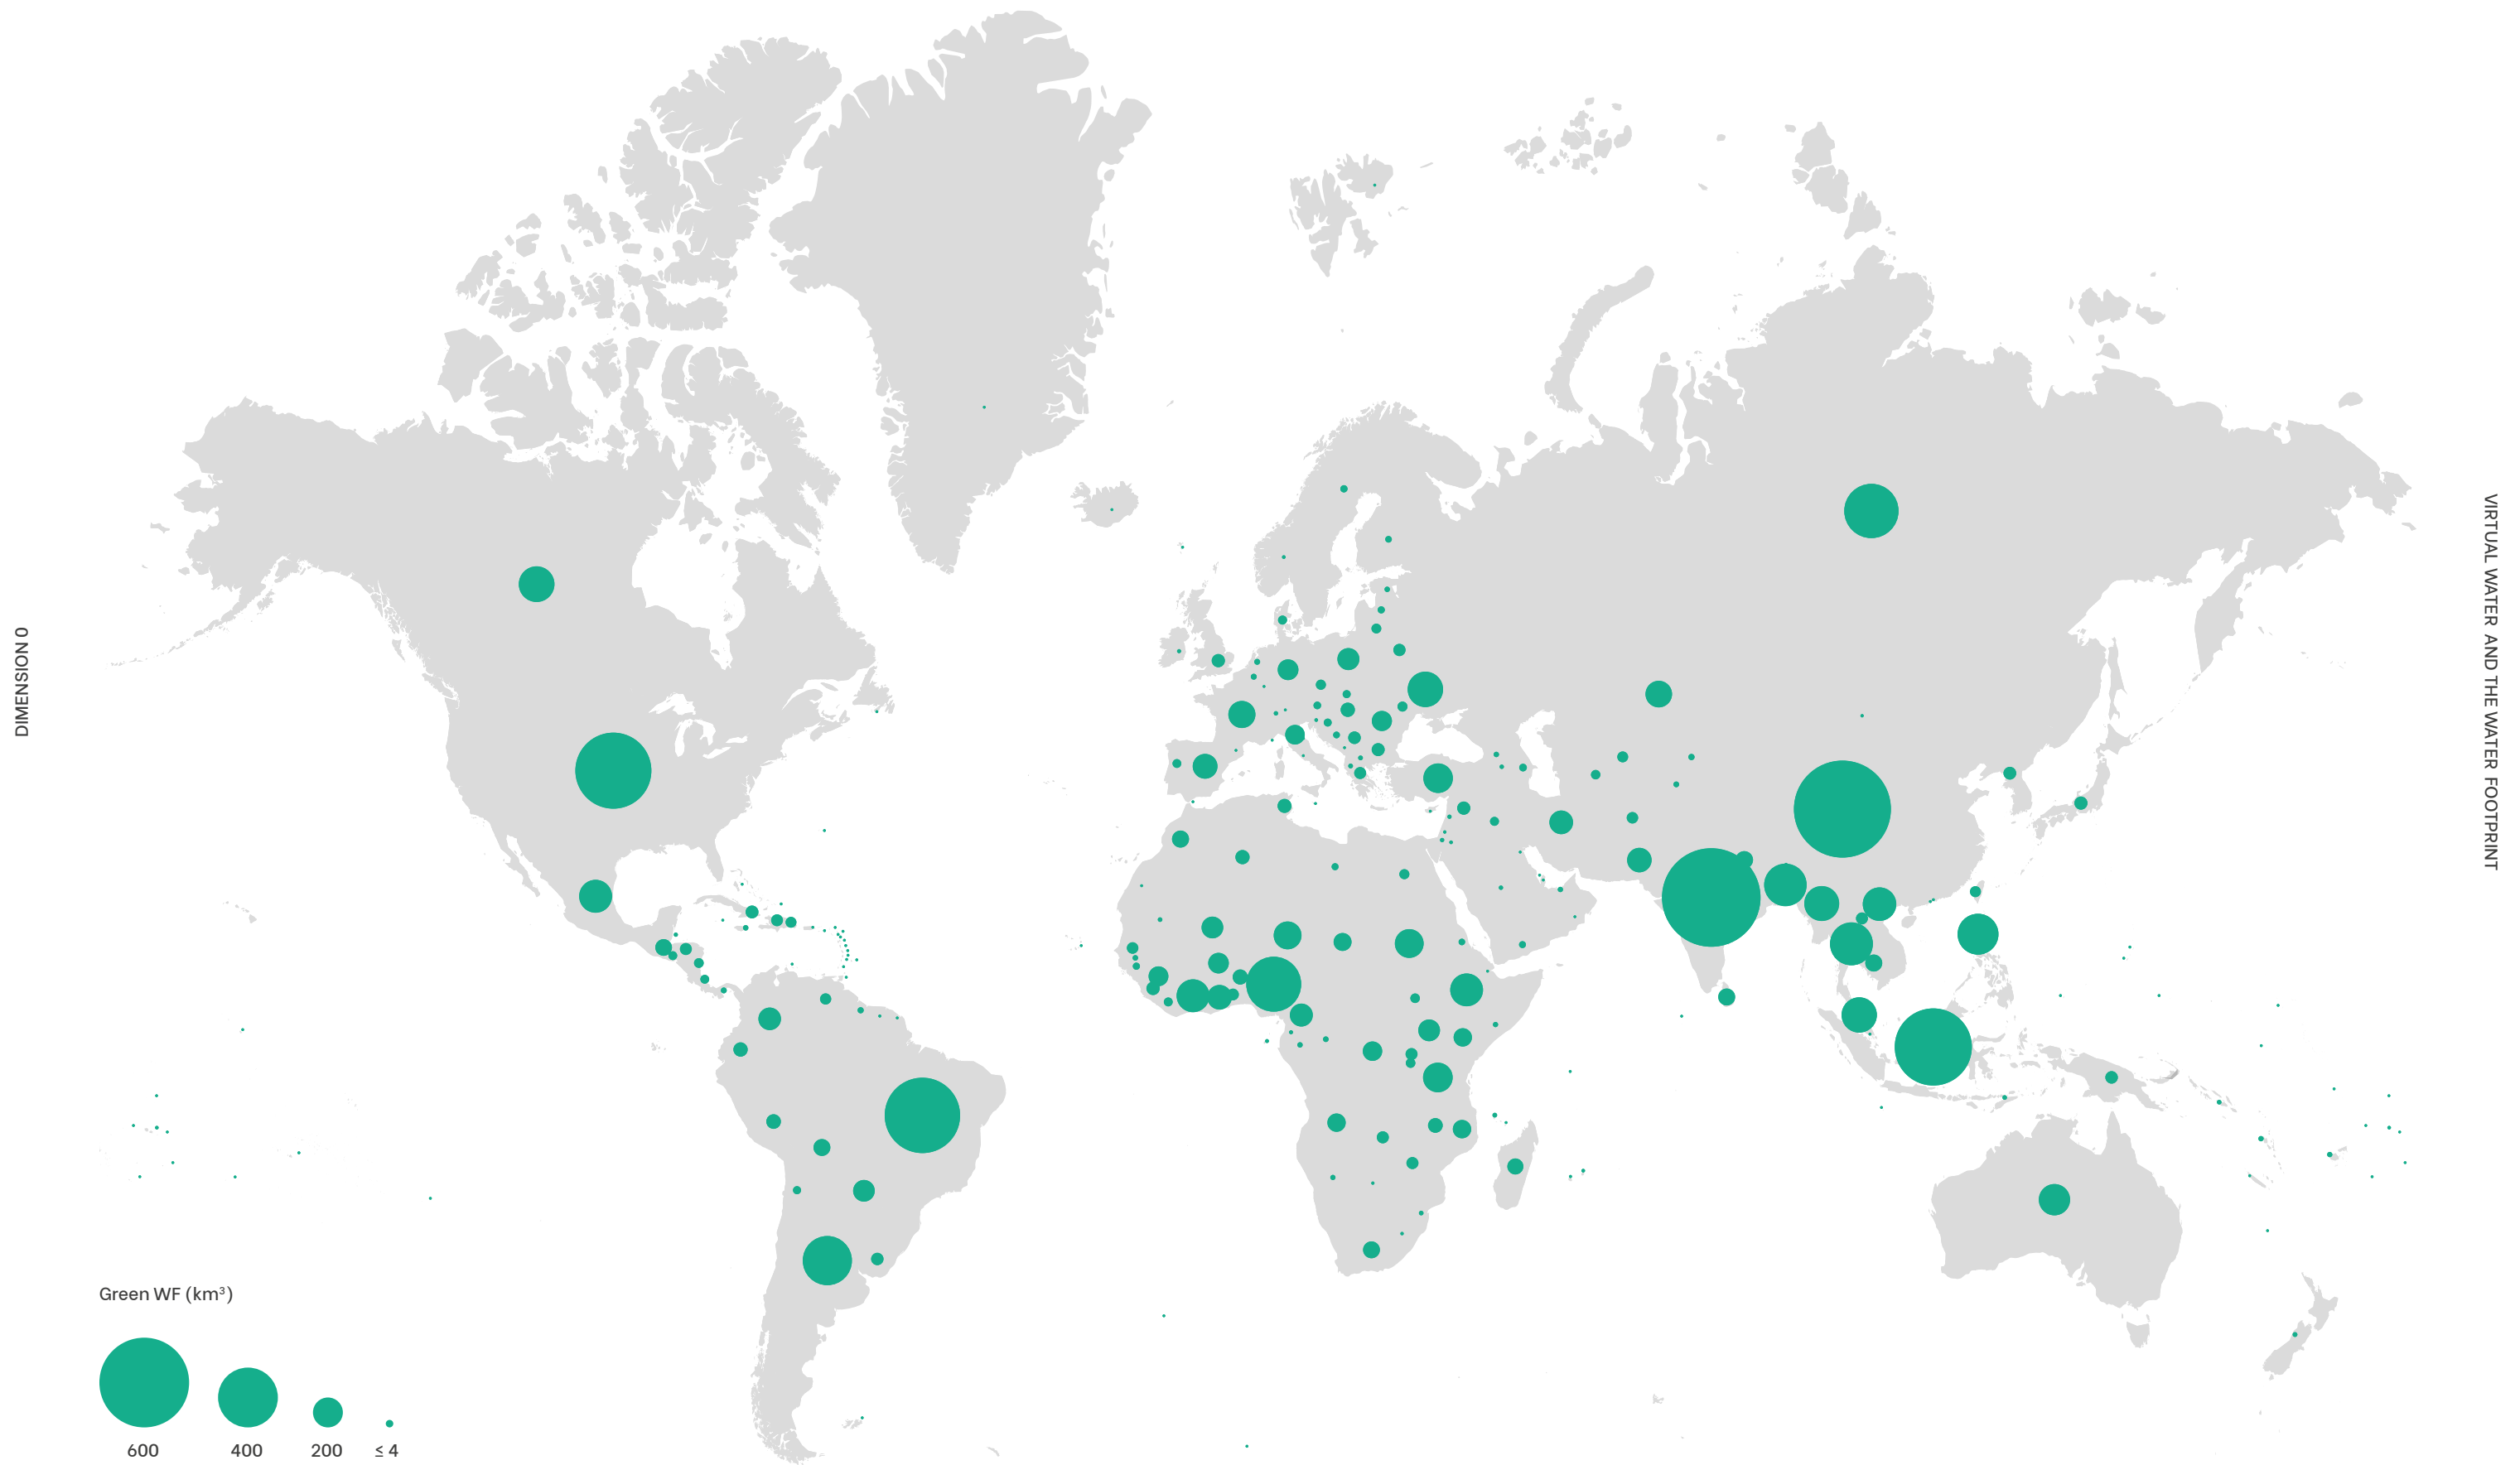 DIMENSION 0
VIRTUAL WATER AND THE WATER FOOTPRINT
Green WF (km³)
600 400 200 ≤ 4